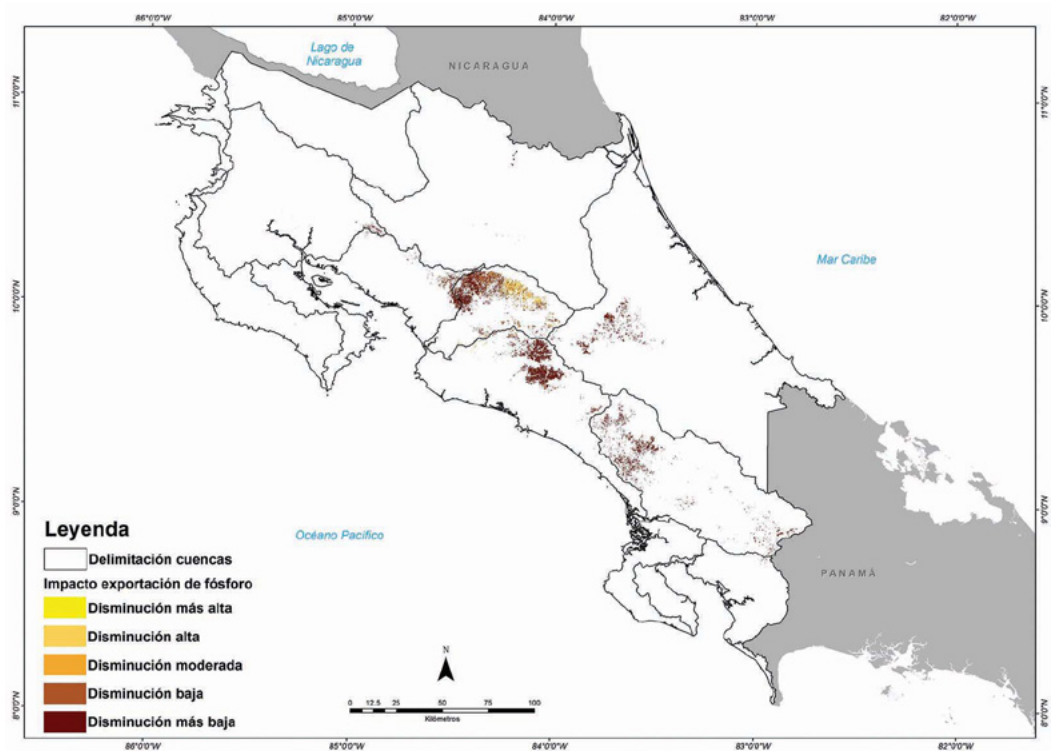 86°0'0"W 85°0'0"W 84°0'0"W 83°0'0"W 82°0'0"W
Lago de
Nicaragua
NICARAGUA
11°0'0"N 11°0'0"N
Mar Caribe
10°0'0"N 10°0'0"N
9°0'0"N 9°0'0"N
Océano Pacífico
PANAMÁ
Leyenda
Delimitación cuencas
Impacto exportación de fósforo
Disminución más alta
Disminución alta
Disminución moderada
Disminución baja
Disminución más baja
N
0 12.5 25 50 75 100
Kilómetros
8°0'0"N 8°0'0"N
86°0'0"W 85°0'0"W 84°0'0"W 83°0'0"W 82°0'0"W